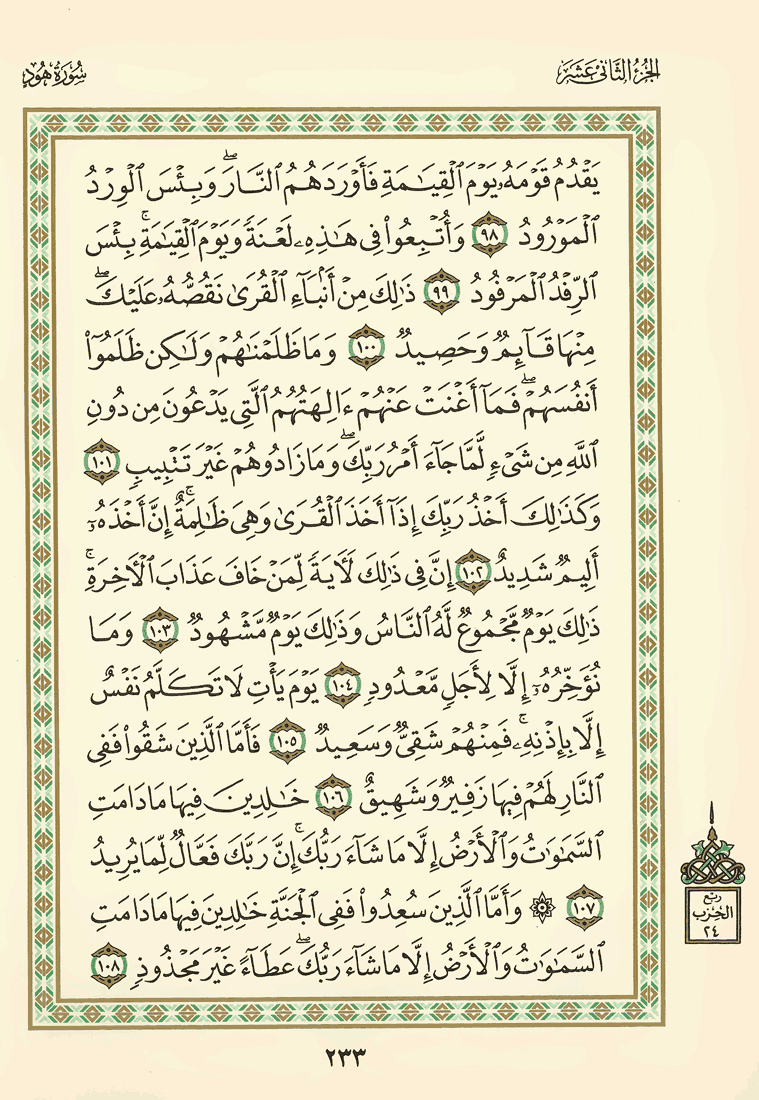 الجزء الثاني عشر
سورة هود
يَقْدُمُ قَوْمَهُۥ يَوْمَ ٱلْقِيَـٰمَةِ فَأَوْرَدَهُمُ ٱلنَّارَ ۖ وَبِئْسَ ٱلْوِرْدُ
ٱلْمَوْرُودُ ٩٨ وَأُتْبِعُوا۟ فِى هَـٰذِهِۦ لَعْنَةً وَيَوْمَ ٱلْقِيَـٰمَةِ ۚ بِئْسَ
ٱلرِّفْدُ ٱلْمَرْفُودُ ٩٩ ذَٰلِكَ مِنْ أَنۢبَآءِ ٱلْقُرَىٰ نَقُصُّهُۥ عَلَيْكَ ۖ
مِنْهَا قَآئِمٌ وَحَصِيدٌ ١٠٠ وَمَا ظَلَمْنَـٰهُمْ وَلَـٰكِن ظَلَمُوٓا۟
أَنفُسَهُمْ ۖ فَمَآ أَغْنَتْ عَنْهُمْ ءَالِهَتُهُمُ ٱلَّتِى يَدْعُونَ مِن دُونِ
ٱللَّهِ مِن شَىْءٍ لَّمَّا جَآءَ أَمْرُ رَبِّكَ ۖ وَمَا زَادُوهُمْ غَيْرَ تَتْبِيبٍ ١٠١
وَكَذَٰلِكَ أَخْذُ رَبِّكَ إِذَآ أَخَذَ ٱلْقُرَىٰ وَهِىَ ظَـٰلِمَةٌ ۚ إِنَّ أَخْذَهُۥٓ
أَلِيمٌ شَدِيدٌ ١٠٢ إِنَّ فِى ذَٰلِكَ لَـَٔايَةً لِّمَنْ خَافَ عَذَابَ ٱلْـَٔاخِرَةِ ۚ
ذَٰلِكَ يَوْمٌ مَّجْمُوعٌ لَّهُ ٱلنَّاسُ وَذَٰلِكَ يَوْمٌ مَّشْهُودٌ ١٠٣ وَمَا
نُؤَخِّرُهُۥٓ إِلَّا لِأَجَلٍ مَّعْدُودٍ ١٠٤ يَوْمَ يَأْتِ لَا تَكَلَّمُ نَفْسٌ
إِلَّا بِإِذْنِهِۦ ۚ فَمِنْهُمْ شَقِىٌّ وَسَعِيدٌ ١٠٥ فَأَمَّا ٱلَّذِينَ شَقُوا۟ فَفِى
ٱلنَّارِ لَهُمْ فِيهَا زَفِيرٌ وَشَهِيقٌ ١٠٦ خَـٰلِدِينَ فِيهَا مَا دَامَتِ
ٱلسَّمَـٰوَٰتُ وَٱلْأَرْضُ إِلَّا مَا شَآءَ رَبُّكَ ۚ إِنَّ رَبَّكَ فَعَّالٌ لِّمَا يُرِيدُ
١٠٧ ۞ وَأَمَّا ٱلَّذِينَ سُعِدُوا۟ فَفِى ٱلْجَنَّةِ خَـٰلِدِينَ فِيهَا مَا دَامَتِ
ٱلسَّمَـٰوَٰتُ وَٱلْأَرْضُ إِلَّا مَا شَآءَ رَبُّكَ ۖ عَطَآءً غَيْرَ مَجْذُوذٍ ١٠٨
ربع
الحزب
٢٤
٢٣٣